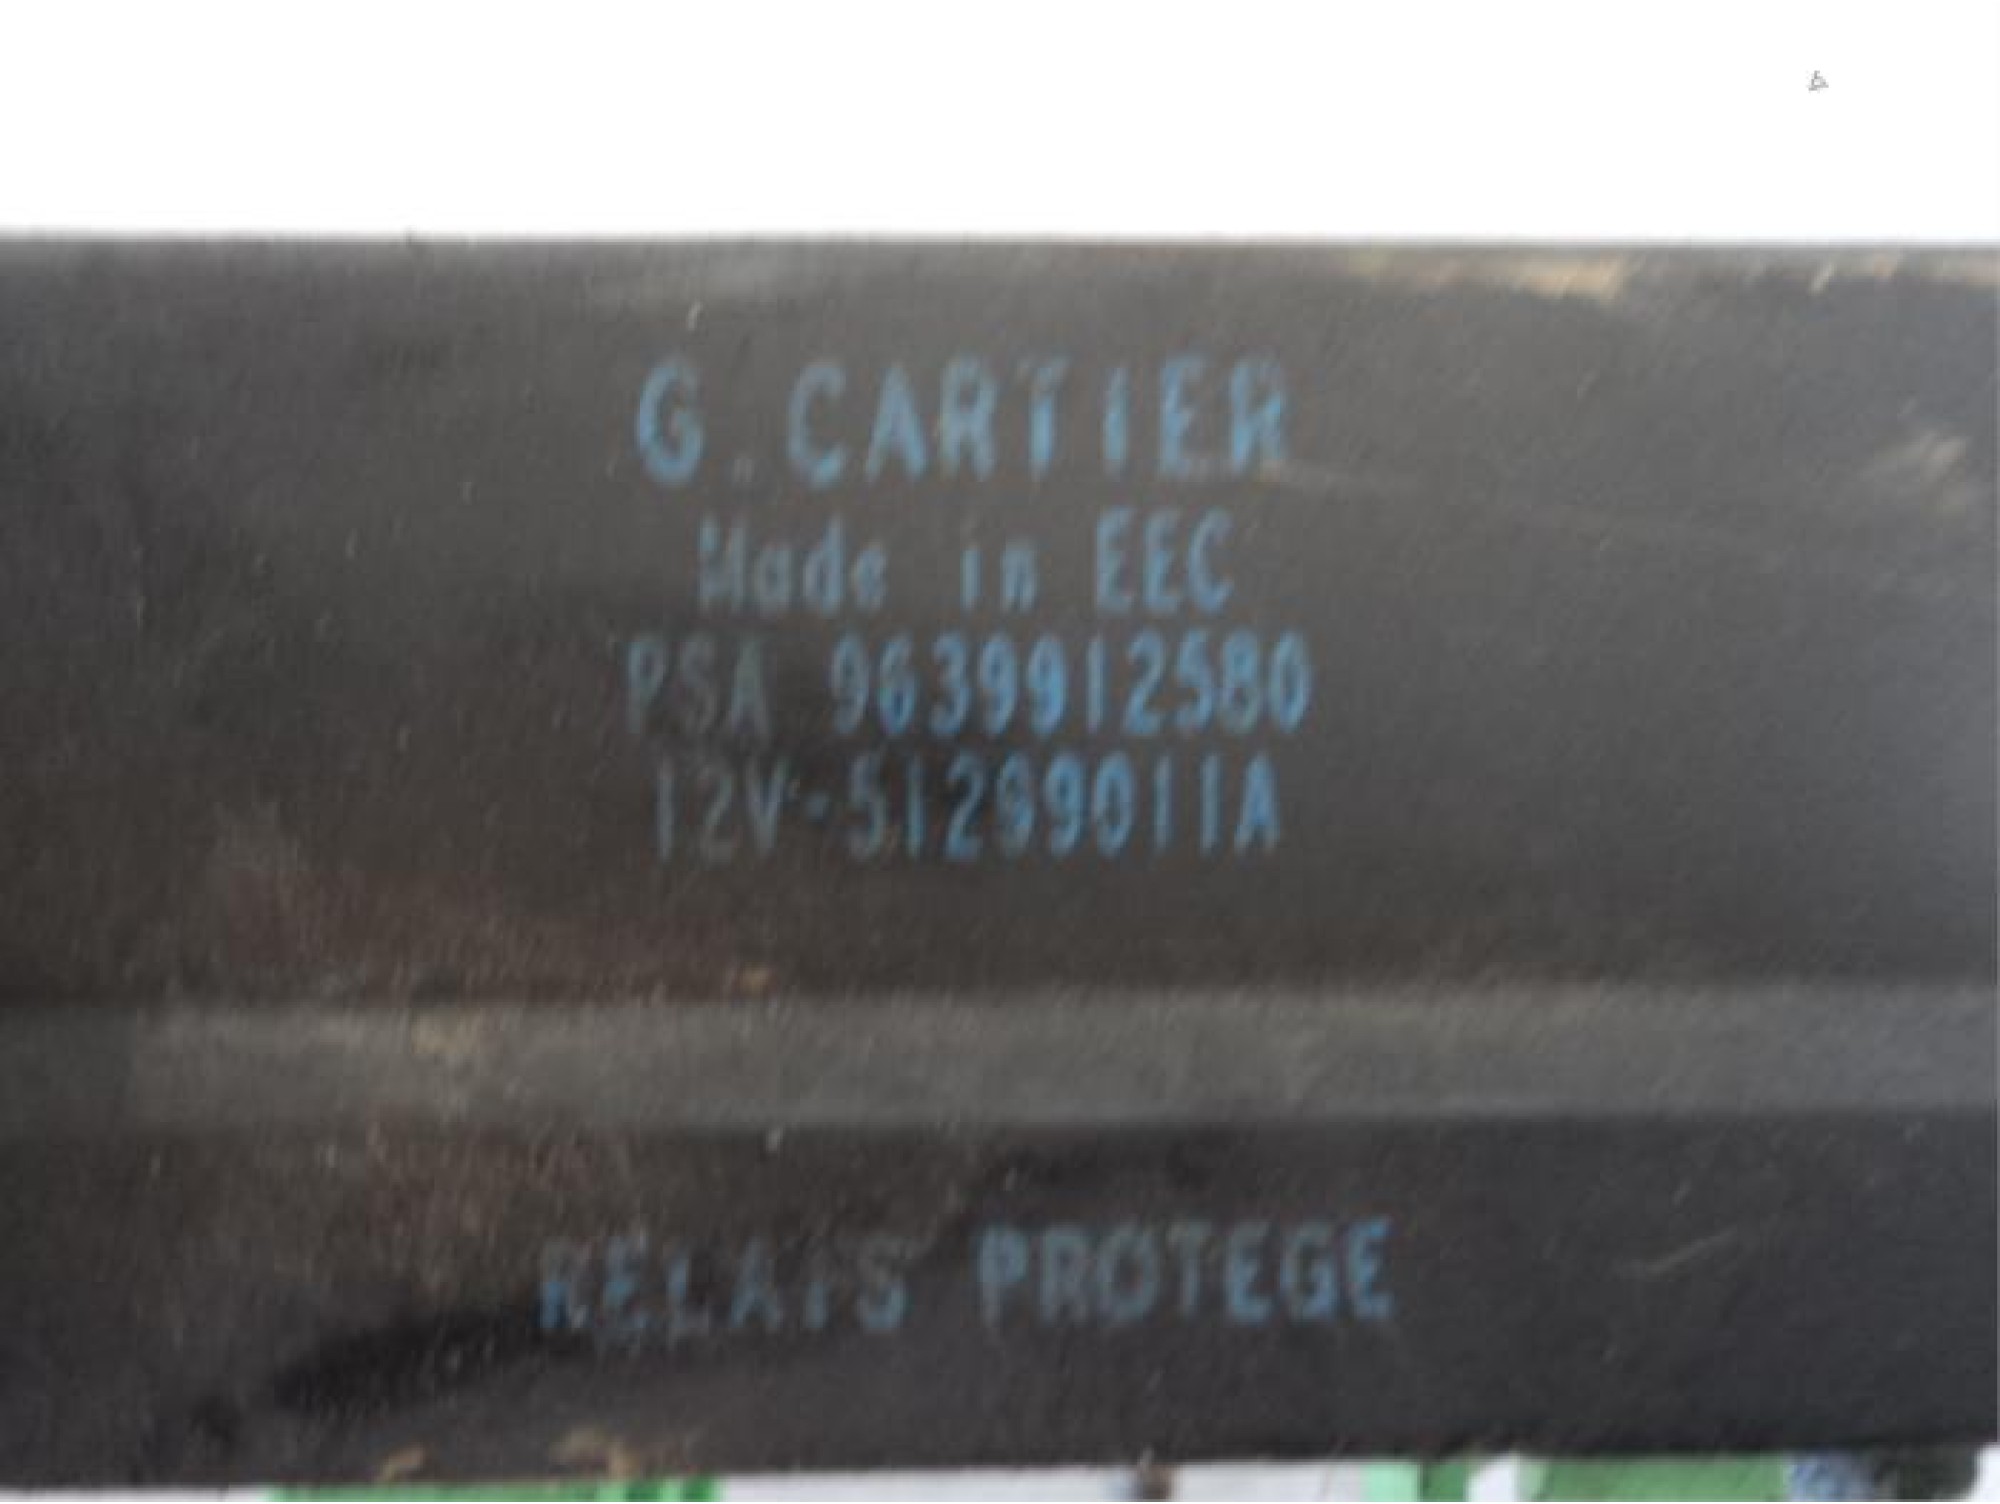 G.CARTIER
Made in EEC
PSA 9639912580
12V-51299011A
RELAIS PROTEGE